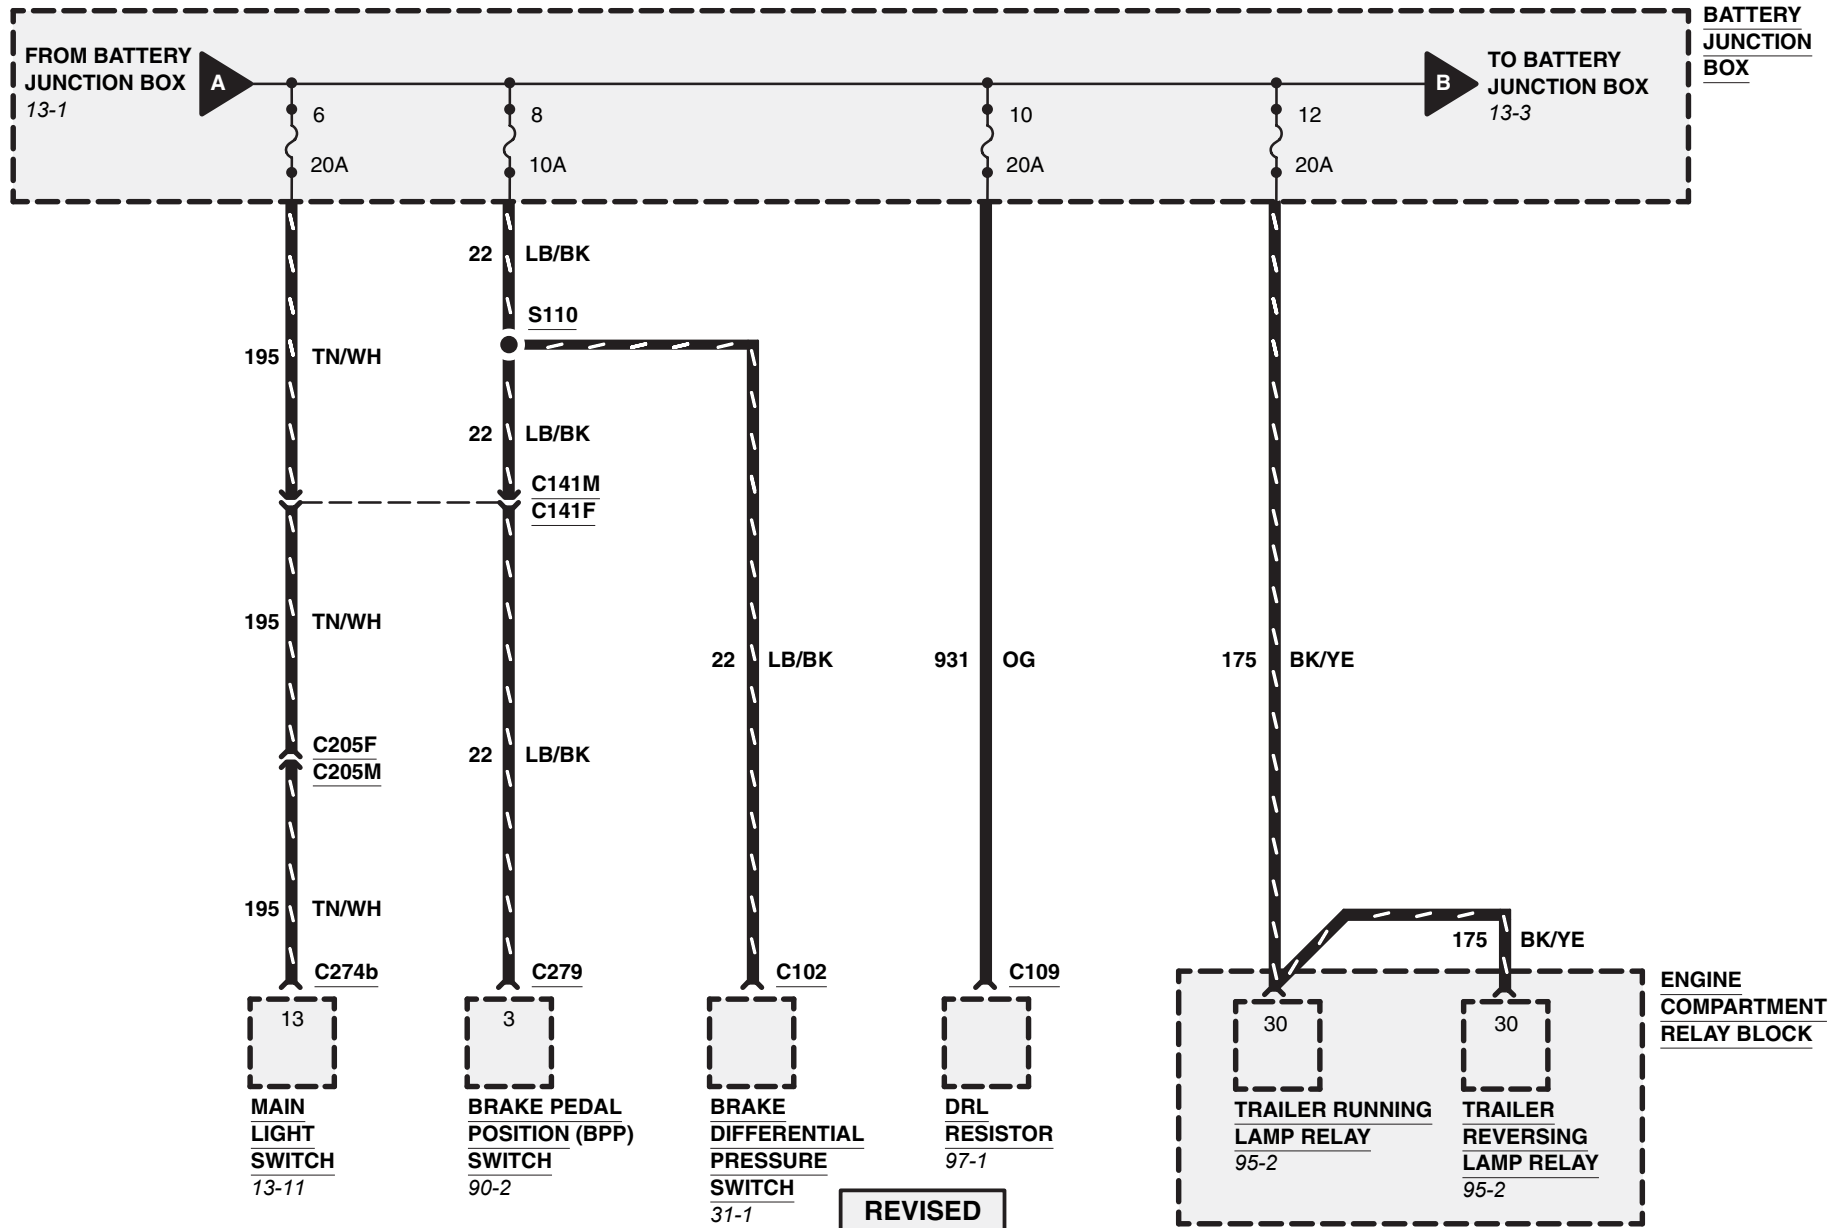 BATTERY
JUNCTION
BOX
FROM BATTERY
JUNCTION BOX
13-1
A
B
TO BATTERY
JUNCTION BOX
13-3
6
20A
8
10A
10
20A
12
20A
22 LB/BK
S110
195 TN/WH
22 LB/BK
C141M
C141F
195 TN/WH
22 LB/BK
931 OG
175 BK/YE
C205F
C205M
22 LB/BK
195 TN/WH
175 BK/YE
C274b
C279
C102
C109
ENGINE
COMPARTMENT
RELAY BLOCK
13
3
30
30
MAIN
LIGHT
SWITCH
13-11
BRAKE PEDAL
POSITION (BPP)
SWITCH
90-2
BRAKE
DIFFERENTIAL
PRESSURE
SWITCH
31-1
DRL
RESISTOR
97-1
TRAILER RUNNING
LAMP RELAY
95-2
TRAILER
REVERSING
LAMP RELAY
95-2
REVISED